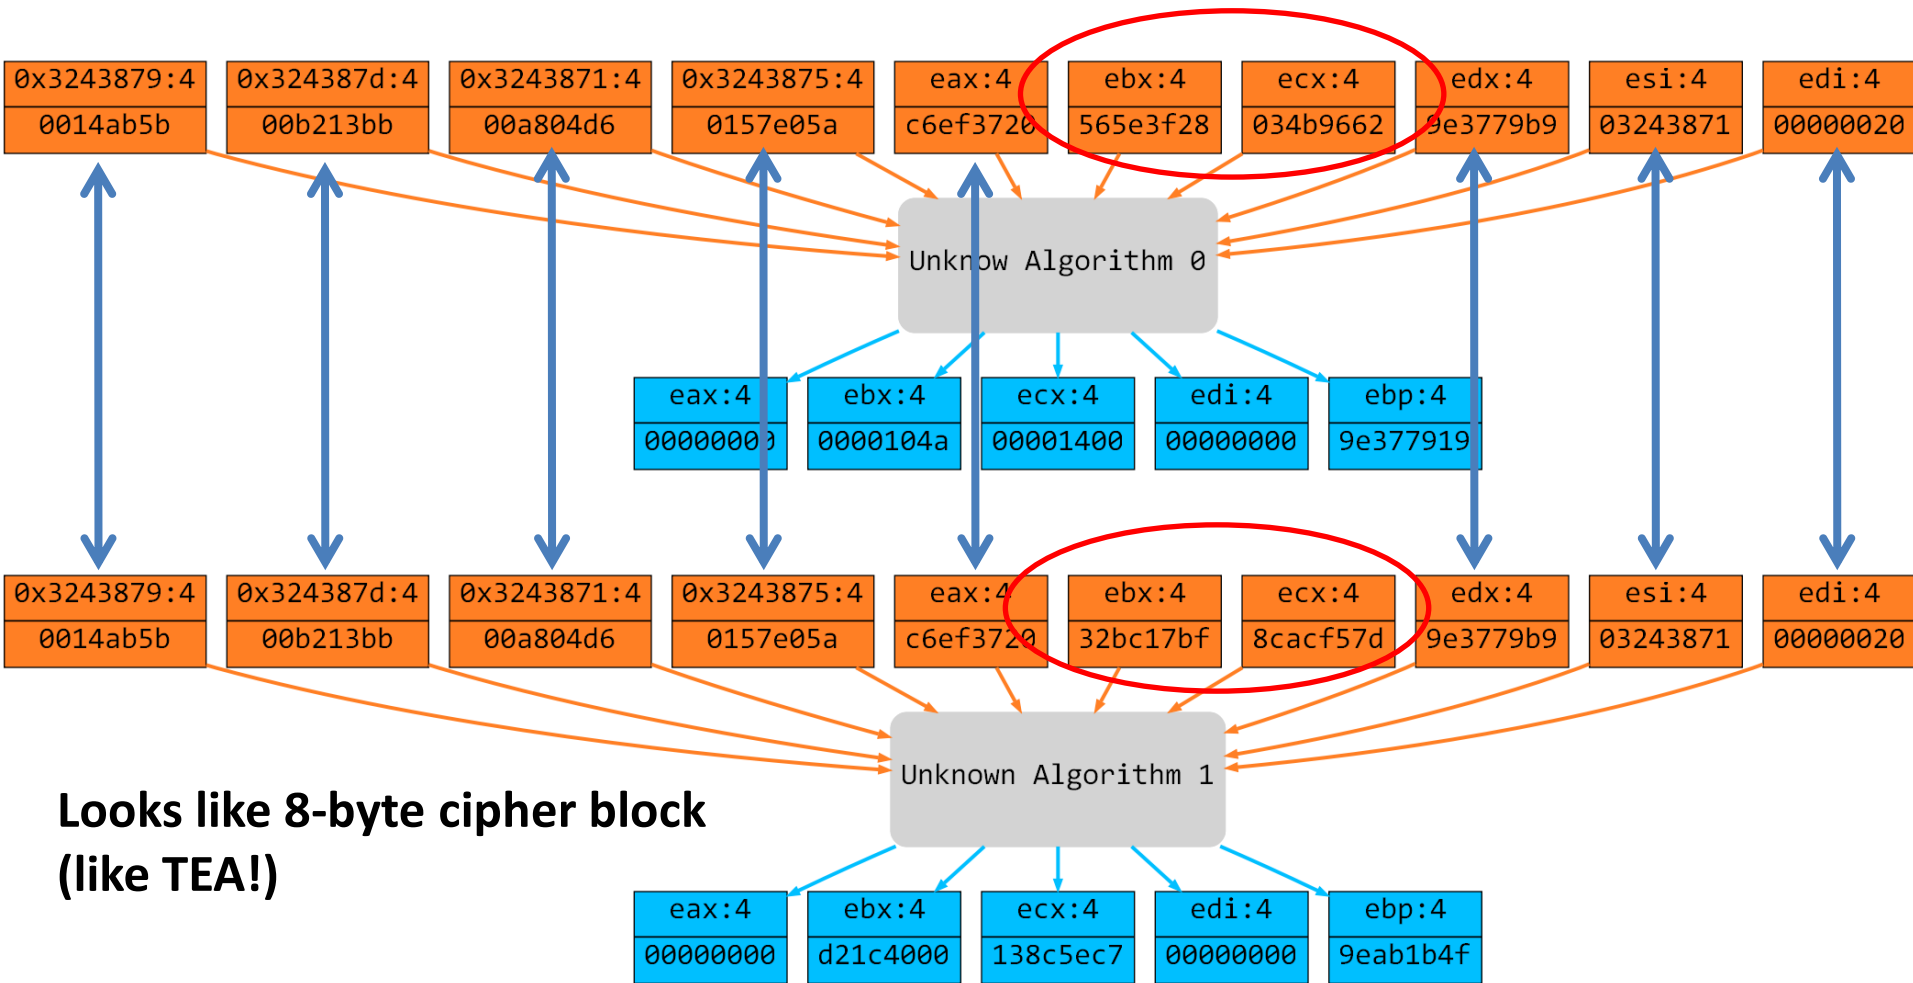 0x3243879:4 0x324387d:4 0x3243871:4 0x3243875:4 eax:4 ebx:4 ecx:4 edx:4 esi:4 edi:4
0014ab5b 00b213bb 00a804d6 0157e05a c6ef3720 565e3f28 034b9662 9e3779b9 03243871 00000020
Unknow Algorithm 0
eax:4 ebx:4 ecx:4 edi:4 ebp:4
00000000 0000104a 00001400 00000000 9e377919
0x3243879:4 0x324387d:4 0x3243871:4 0x3243875:4 eax:4 ebx:4 ecx:4 edx:4 esi:4 edi:4
0014ab5b 00b213bb 00a804d6 0157e05a c6ef3720 32bc17bf 8cacf57d 9e3779b9 03243871 00000020
Unknown Algorithm 1
Looks like 8-byte cipher block
(like TEA!)
eax:4 ebx:4 ecx:4 edi:4 ebp:4
00000000 d21c4000 138c5ec7 00000000 9eab1b4f